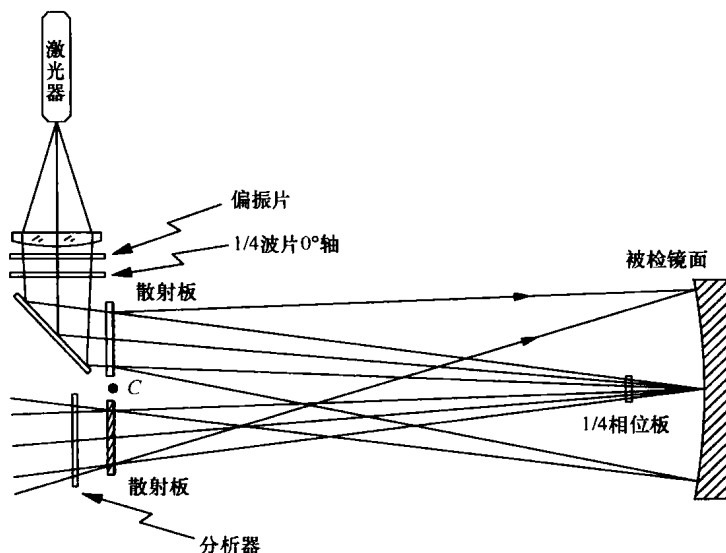 激光器
偏振片
1/4波片0°轴
散射板
被检镜面
C
1/4相位板
散射板
分析器